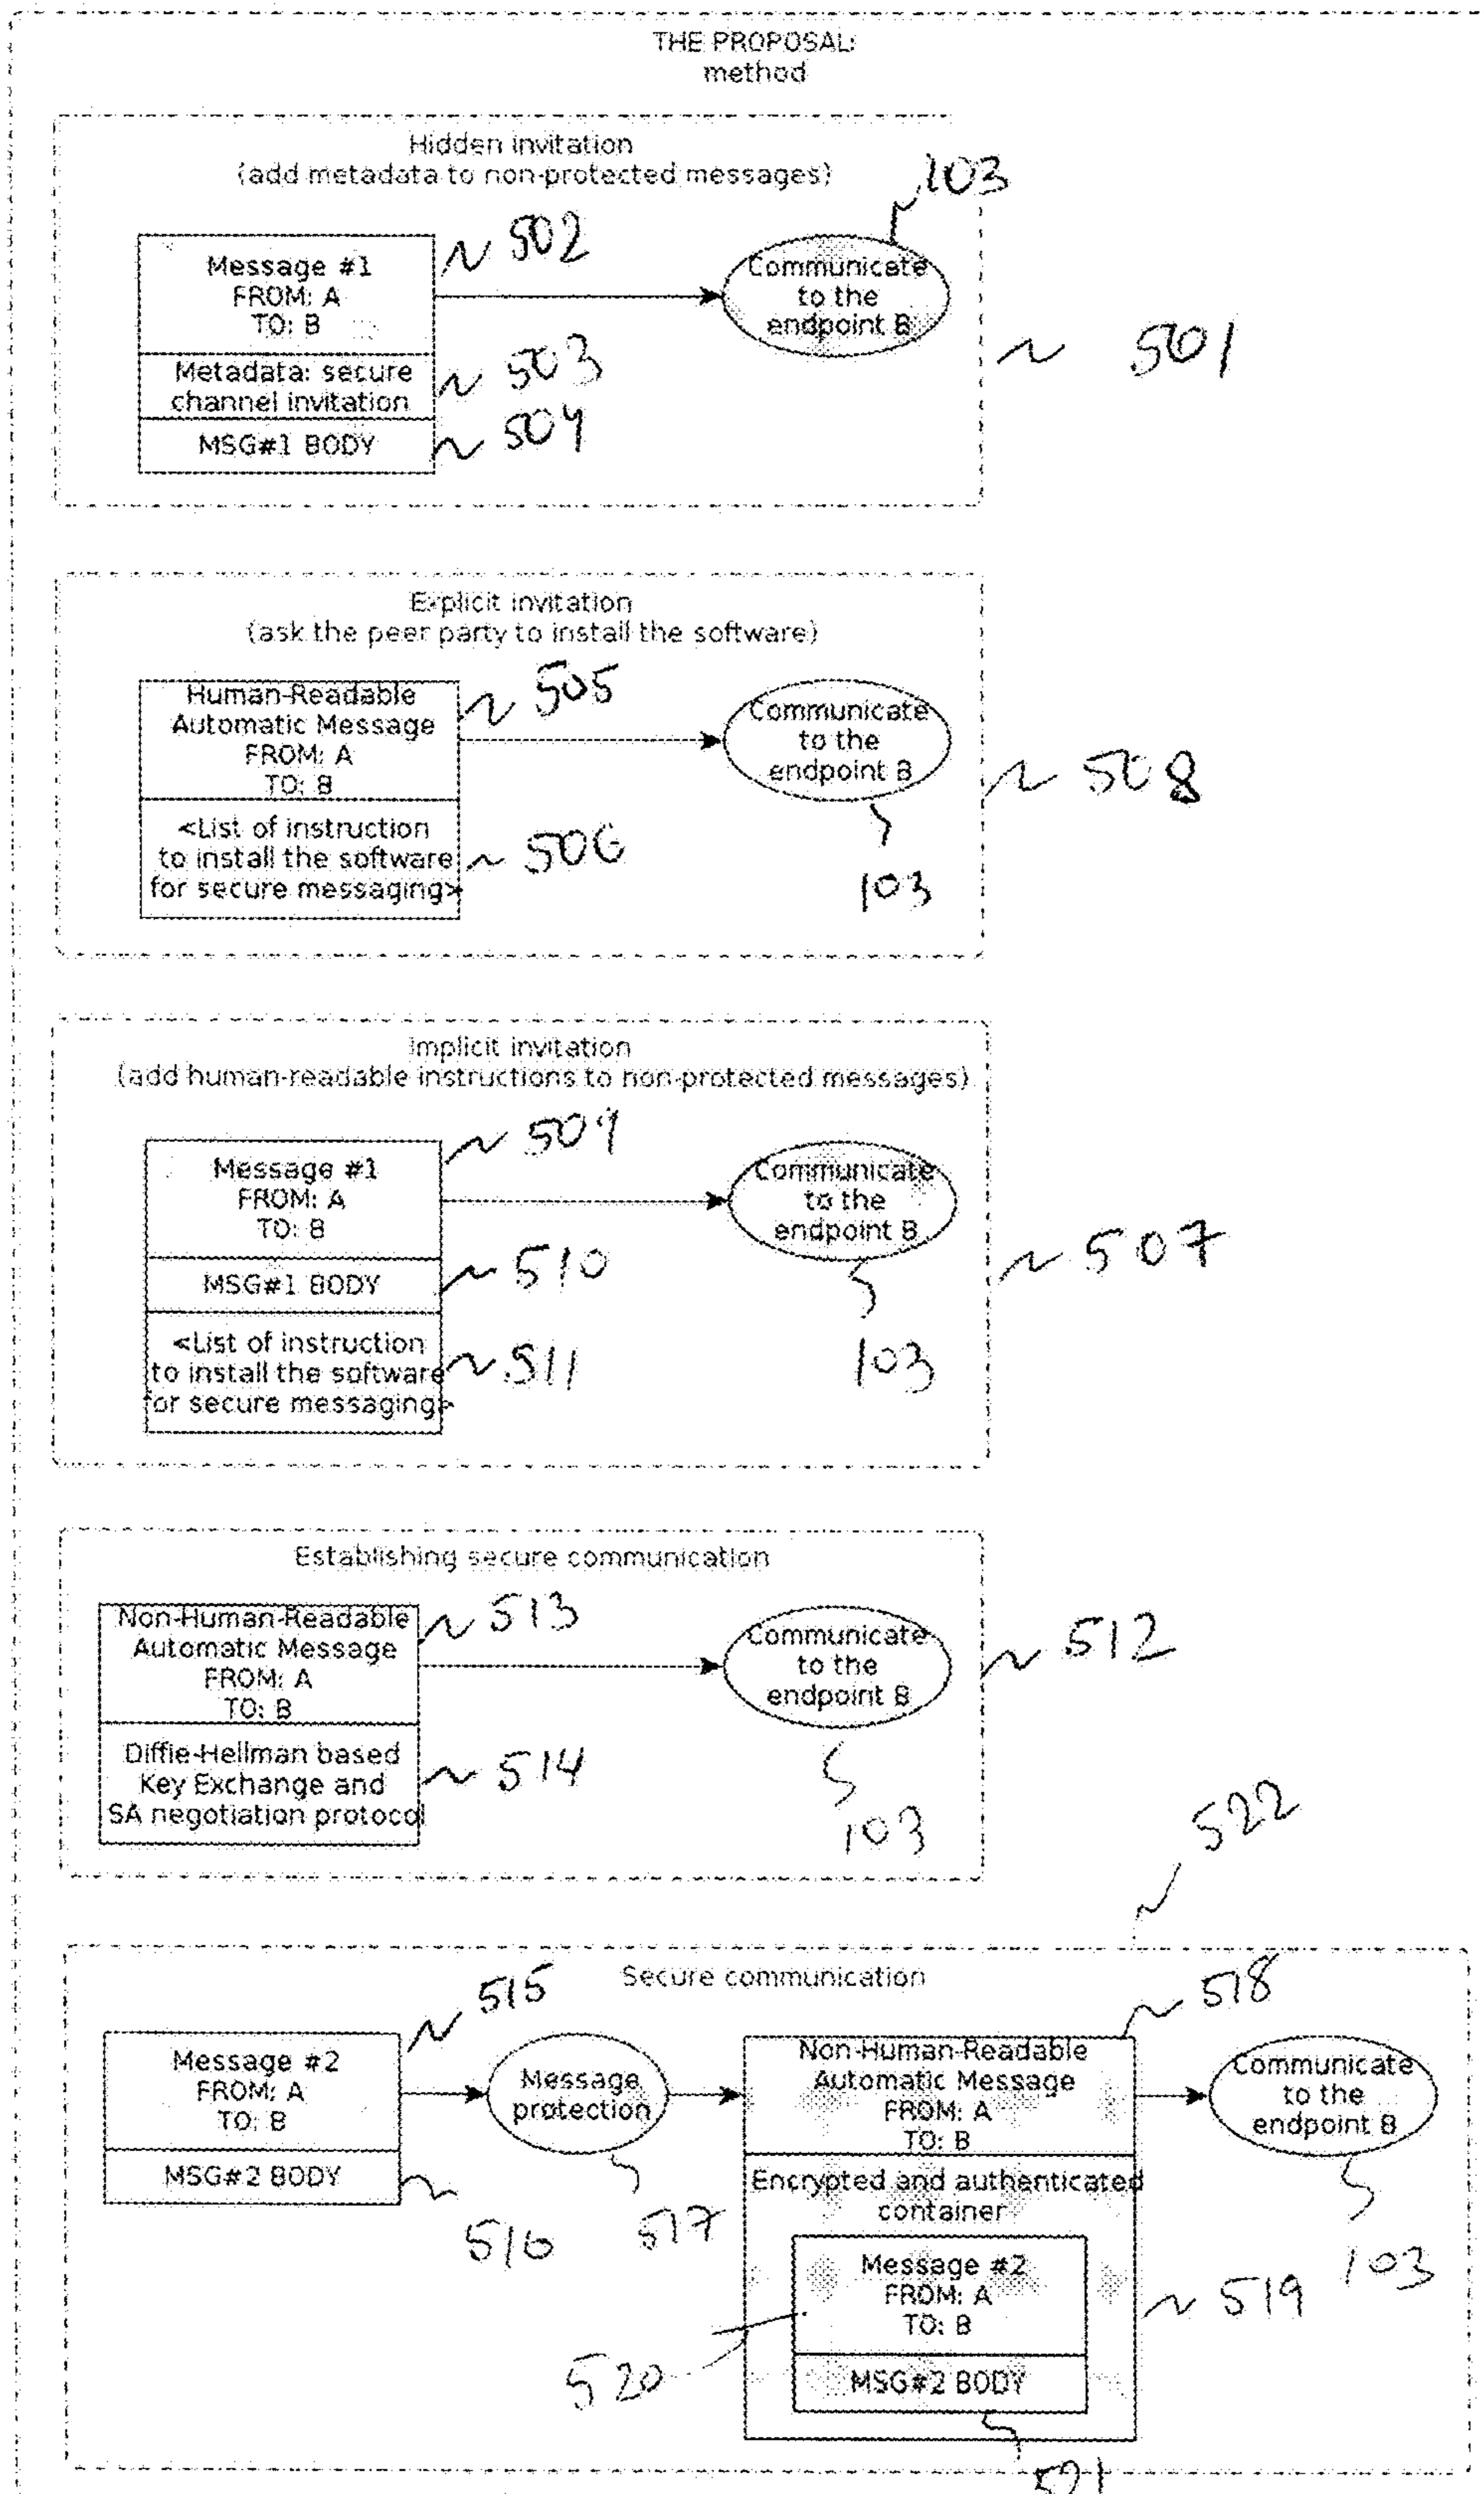 THE PROPOSAL:
method
Hidden invitation
(add metadata to non-protected messages)
103
Message #1
FROM: A
TO: B
502
Communicate
to the
endpoint B
501
Metadata: secure
channel invitation
503
MSG#1 BODY
504
Explicit invitation
(ask the peer party to install the software)
Human-Readable
Automatic Message
FROM: A
TO: B
505
Communicate
to the
endpoint B
508
<List of instruction
to install the software
for secure messaging>
506
103
Implicit invitation
(add human-readable instructions to non-protected messages)
Message #1
FROM: A
TO: B
509
Communicate
to the
endpoint B
507
MSG#1 BODY
510
<List of instruction
to install the software
for secure messaging>
511
103
Establishing secure communication
Non-Human-Readable
Automatic Message
FROM: A
TO: B
513
Communicate
to the
endpoint B
512
Diffie-Hellman based
Key Exchange and
SA negotiation protocol
514
103
522
Secure communication
515
518
Message #2
FROM: A
TO: B
Message
protection
Non-Human-Readable
Automatic Message
FROM: A
TO: B
Communicate
to the
endpoint B
MSG#2 BODY
516
517
Encrypted and authenticated
container
103
Message #2
FROM: A
TO: B
519
520
MSG#2 BODY
521